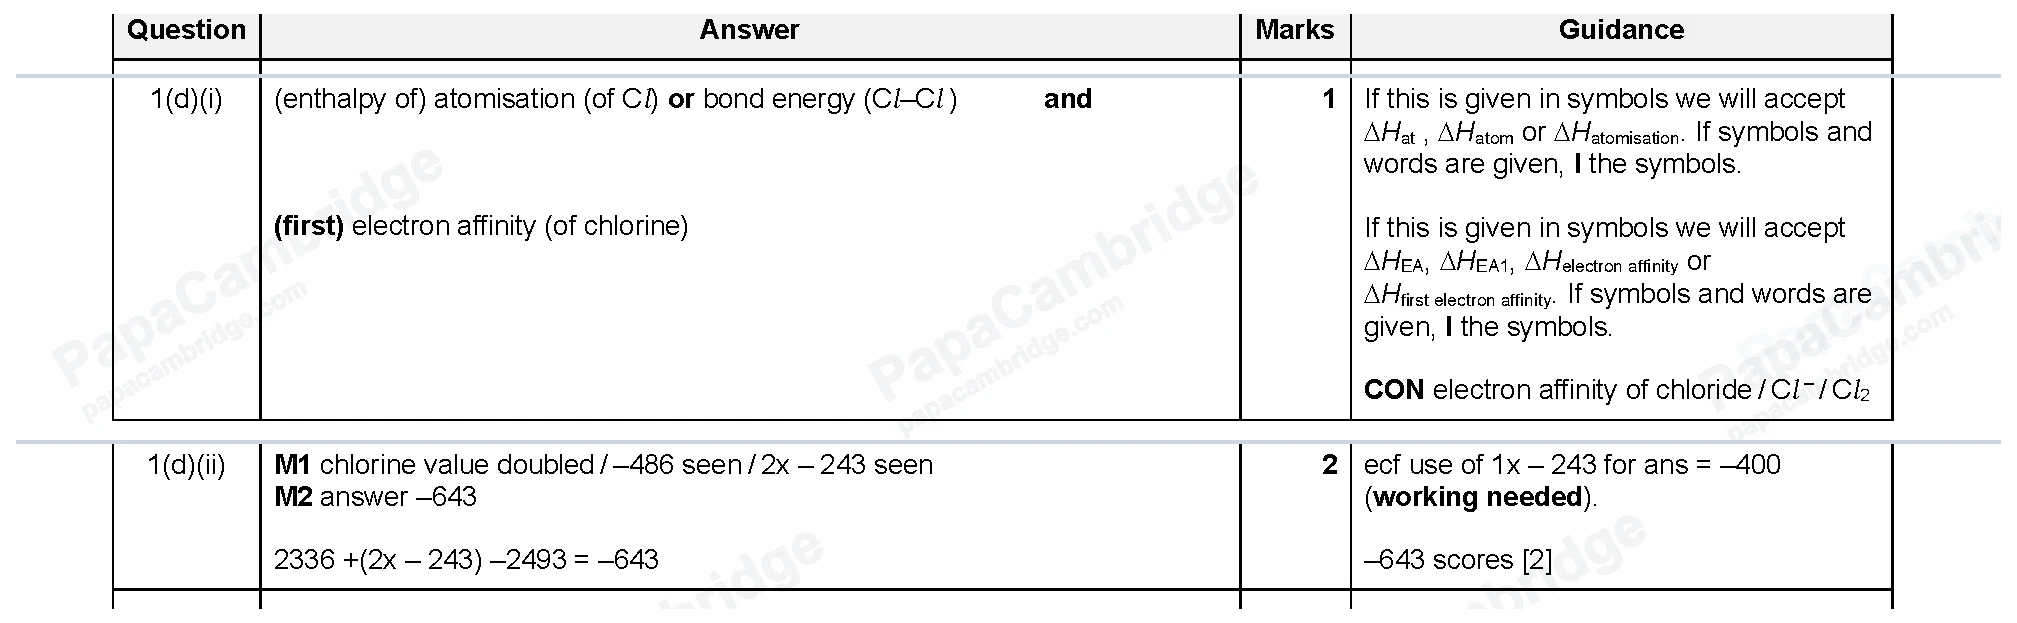 Question Answer Marks Guidance
1(d)(i) (enthalpy of) atomisation (of Cl) or bond energy (Cl–Cl ) and 1 If this is given in symbols we will accept
ΔHat , ΔHatom or ΔHatomisation. If symbols and
words are given, I the symbols.
(first) electron affinity (of chlorine) If this is given in symbols we will accept
ΔHEA, ΔHEA1, ΔHelectron affinity or
ΔHfirst electron affinity. If symbols and words are
given, I the symbols.
CON electron affinity of chloride / Cl⁻ / Cl₂
1(d)(ii) M1 chlorine value doubled / –486 seen / 2x – 243 seen 2 ecf use of 1x – 243 for ans = –400
M2 answer –643 (working needed).
2336 +(2x – 243) –2493 = –643 –643 scores [2]
PapaCambridge
papacambridge.com
PapaCambridge
papacambridge.com
PapaCambridge
papacambridge.com